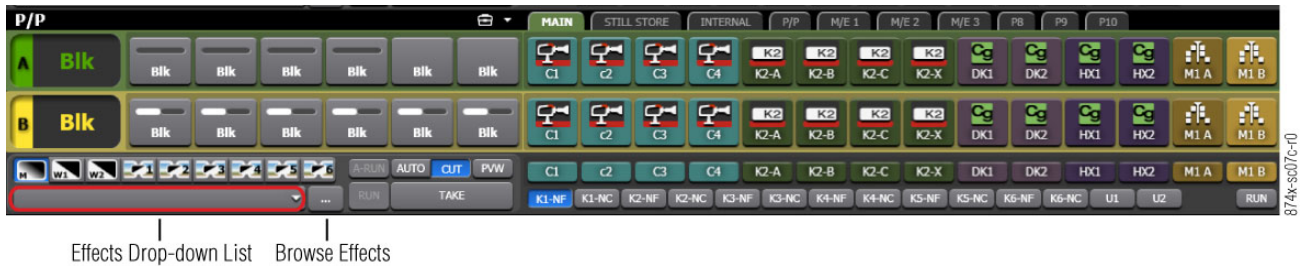 P/P MAIN STILL STORE INTERNAL P/P M/E 1 M/E 2 M/E 3 P8 P9 P10
A Blk Blk Blk Blk Blk Blk Blk C1 c2 C3 C4 K2-A K2-B K2-C K2-X DK1 DK2 HX1 HX2 M1 A M1 B
K2 K2 K2 K2 Cg Cg Cg Cg
B Blk Blk Blk Blk Blk Blk Blk C1 c2 C3 C4 K2-A K2-B K2-C K2-X DK1 DK2 HX1 HX2 M1 A M1 B
K2 K2 K2 K2 Cg Cg Cg Cg
M W1 W2 1 2 3 4 5 6 A-RUN AUTO CUT PVW C1 c2 C3 C4 K2-A K2-B K2-C K2-X DK1 DK2 HX1 HX2 M1 A M1 B
... RUN TAKE K1-NF K1-NC K2-NF K2-NC K3-NF K3-NC K4-NF K4-NC K5-NF K5-NC K6-NF K6-NC U1 U2 RUN
Effects Drop-down List Browse Effects
874x-sc07c-r0